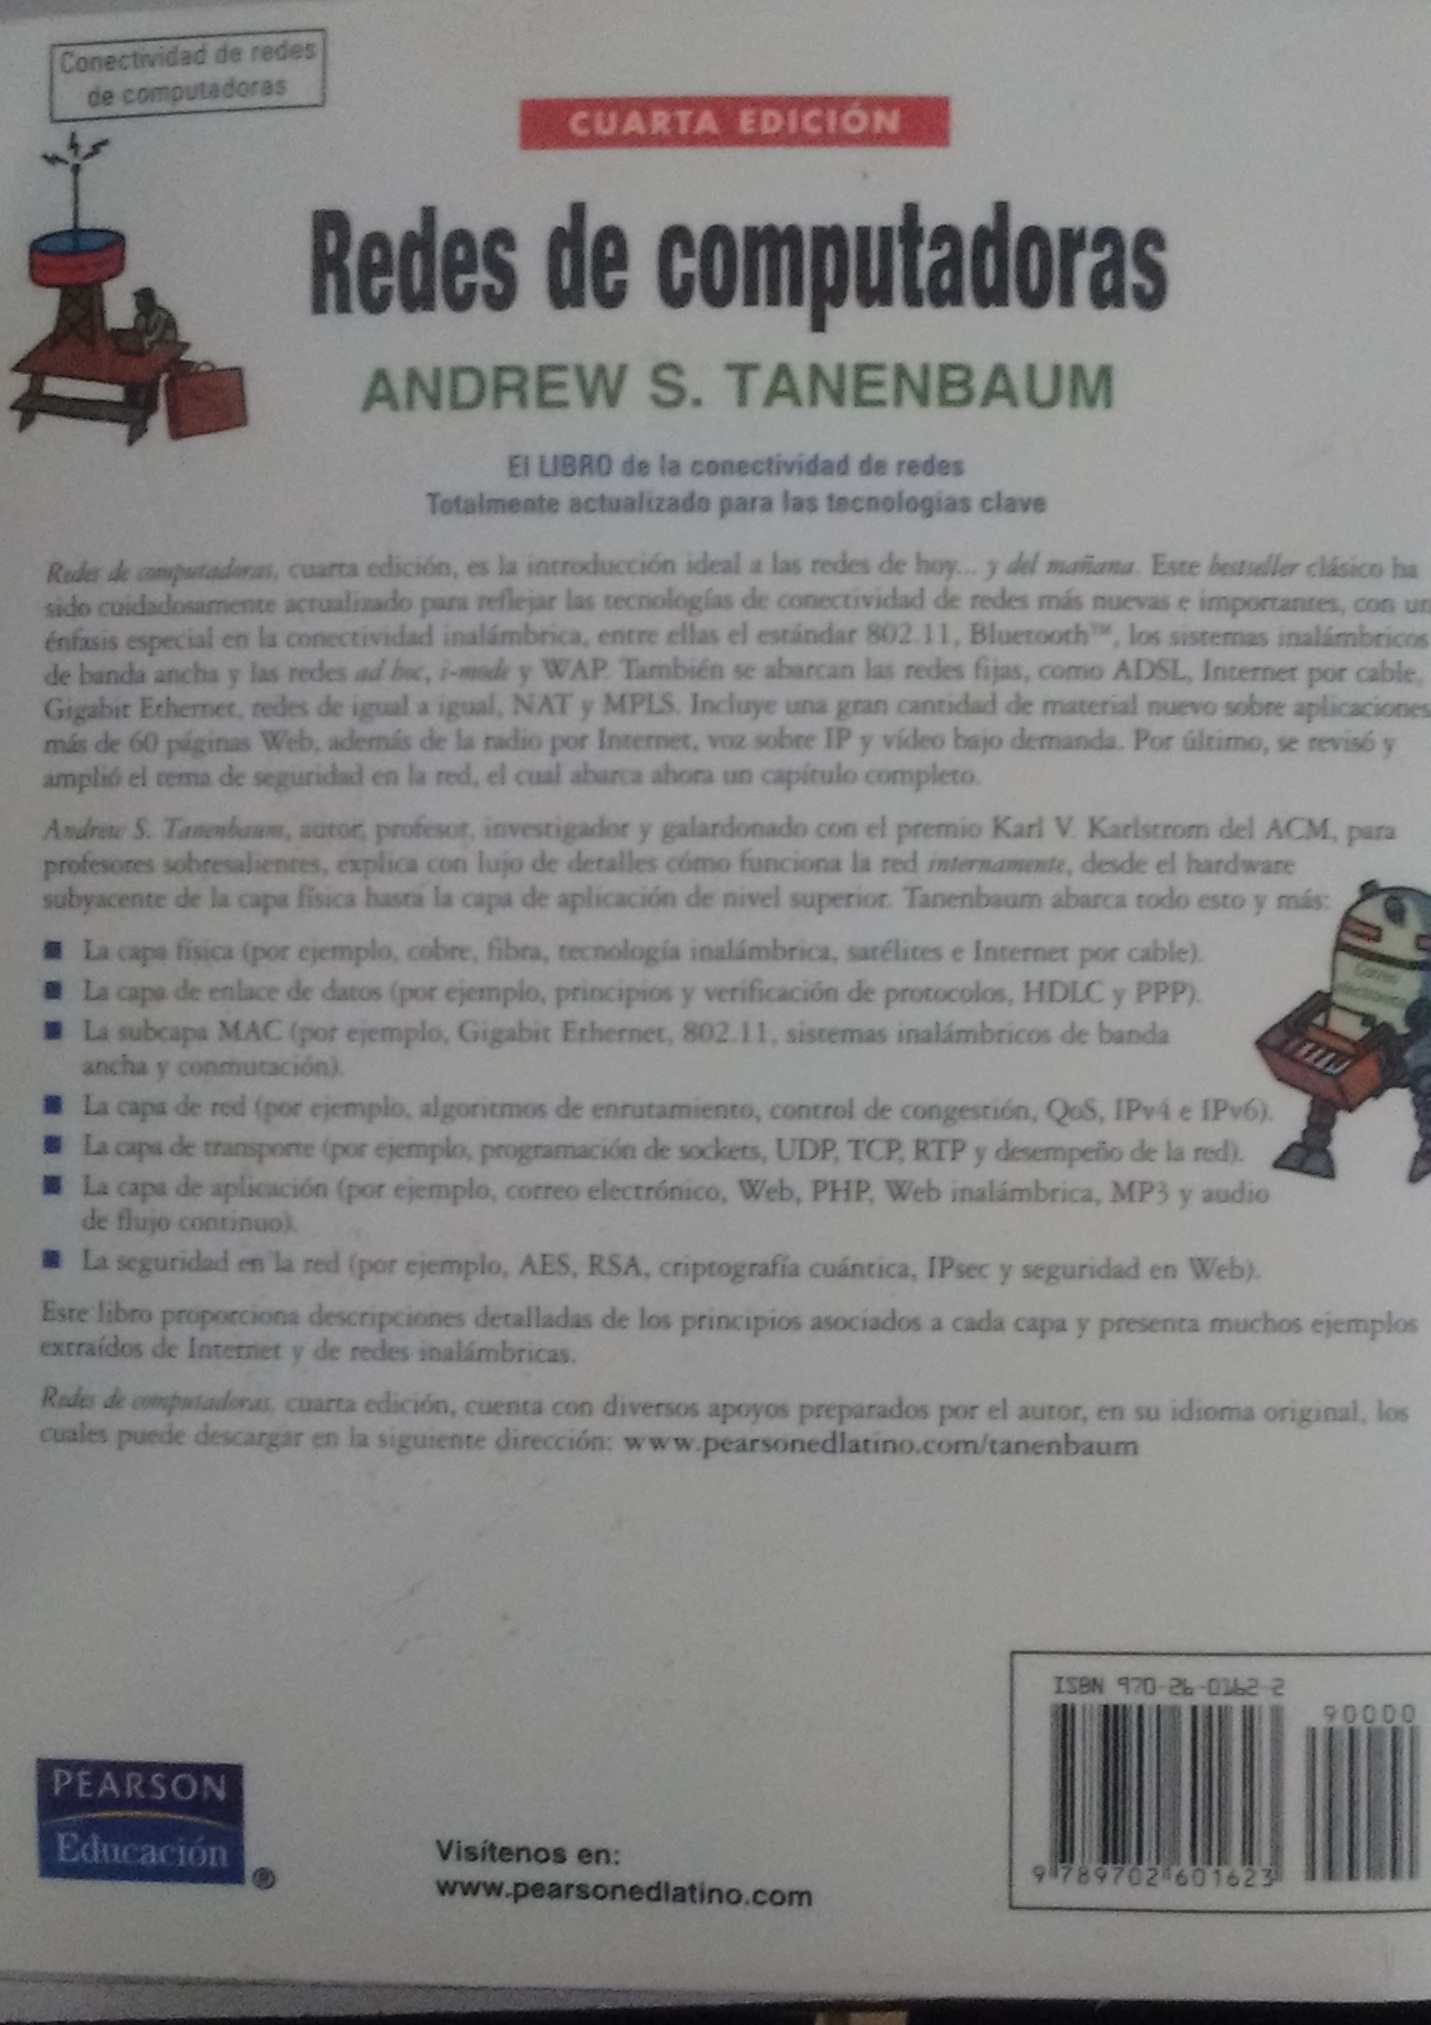 Conectividad de redes
de computadoras
CUARTA EDICIÓN
Redes de computadoras
ANDREW S. TANENBAUM
El LIBRO de la conectividad de redes
Totalmente actualizado para las tecnologías clave
Redes de computadoras, cuarta edición, es la introducción ideal a las redes de hoy... y del mañana. Este bestseller clásico ha
sido cuidadosamente actualizado para reflejar las tecnologías de conectividad de redes más nuevas e importantes, con un
énfasis especial en la conectividad inalámbrica, entre ellas el estándar 802.11, Bluetooth™, los sistemas inalámbricos
de banda ancha y las redes ad hoc, i-mode y WAP. También se abarcan las redes fijas, como ADSL, Internet por cable,
Gigabit Ethernet, redes de igual a igual, NAT y MPLS. Incluye una gran cantidad de material nuevo sobre aplicaciones
más de 60 páginas Web, además de la radio por Internet, voz sobre IP y vídeo bajo demanda. Por último, se revisó y
amplió el tema de seguridad en la red, el cual abarca ahora un capítulo completo.
Andrew S. Tanenbaum, autor, profesor, investigador y galardonado con el premio Karl V. Karlstrom del ACM, para
profesores sobresalientes, explica con lujo de detalles cómo funciona la red internamente, desde el hardware
subyacente de la capa física hasta la capa de aplicación de nivel superior. Tanenbaum abarca todo esto y más:
■ La capa física (por ejemplo, cobre, fibra, tecnología inalámbrica, satélites e Internet por cable).
■ La capa de enlace de datos (por ejemplo, principios y verificación de protocolos, HDLC y PPP).
■ La subcapa MAC (por ejemplo, Gigabit Ethernet, 802.11, sistemas inalámbricos de banda
ancha y conmutación).
■ La capa de red (por ejemplo, algoritmos de enrutamiento, control de congestión, QoS, IPv4 e IPv6).
■ La capa de transporte (por ejemplo, programación de sockets, UDP, TCP, RTP y desempeño de la red).
■ La capa de aplicación (por ejemplo, correo electrónico, Web, PHP, Web inalámbrica, MP3 y audio
de flujo continuo).
■ La seguridad en la red (por ejemplo, AES, RSA, criptografía cuántica, IPsec y seguridad en Web).
Correo
electrónico
Este libro proporciona descripciones detalladas de los principios asociados a cada capa y presenta muchos ejemplos
extraídos de Internet y de redes inalámbricas.
Redes de computadoras, cuarta edición, cuenta con diversos apoyos preparados por el autor, en su idioma original, los
cuales puede descargar en la siguiente dirección: www.pearsonedlatino.com/tanenbaum
ISBN 970-26-0162-2
90000
9 789702 601623
PEARSON
Educación
®
Visítenos en:
www.pearsonedlatino.com